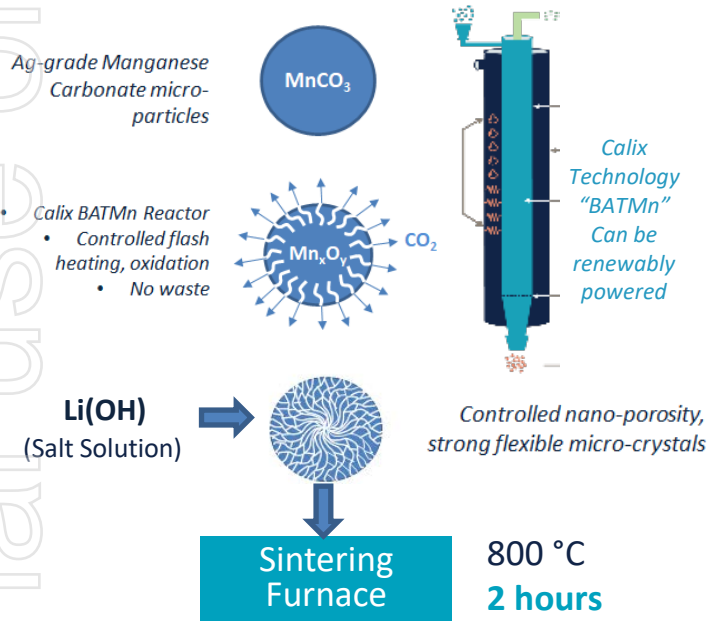 Ag-grade Manganese
Carbonate micro-
particles
MnCO₃
• Calix BATMn Reactor
• Controlled flash
heating, oxidation
• No waste
MnₓOᵧ
CO₂
Calix
Technology
“BATMn”
Can be
renewably
powered
Li(OH)
(Salt Solution)
Controlled nano-porosity,
strong flexible micro-crystals
Sintering
Furnace
800 °C
2 hours